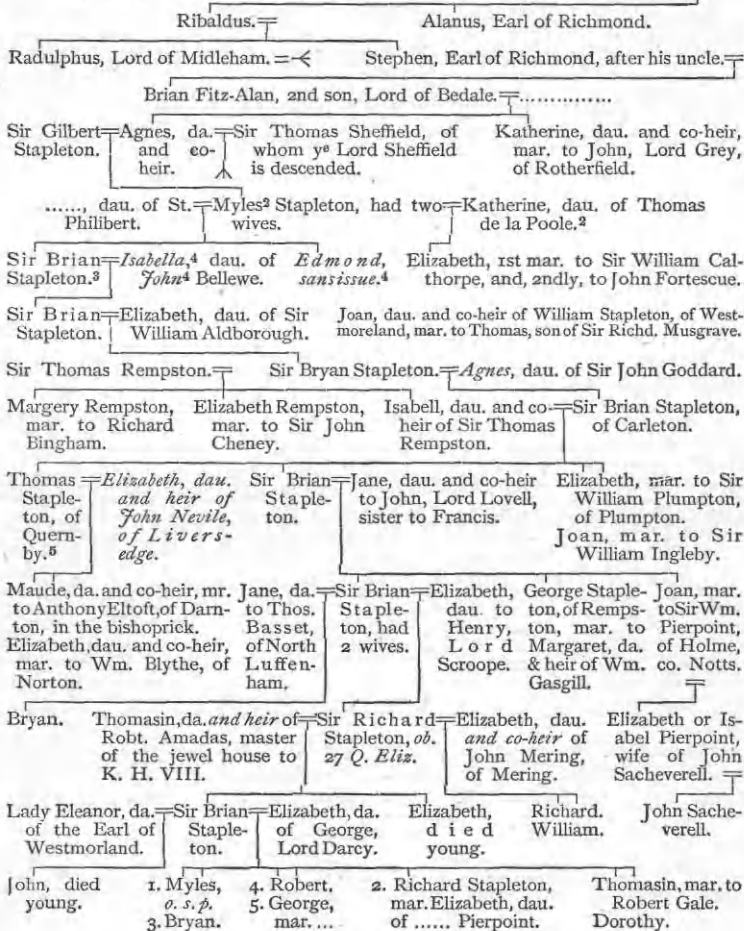 Ribaldus.
Alanus, Earl of Richmond.
Radulphus, Lord of Midleham.
Stephen, Earl of Richmond, after his uncle.
Brian Fitz-Alan, 2nd son, Lord of Bedale. ...............
Sir Gilbert
Stapleton.
Agnes, da.
and co-
heir.
Sir Thomas Sheffield, of
whom yᵉ Lord Sheffield
is descended.
Katherine, dau. and co-heir,
mar. to John, Lord Grey,
of Rotherfield.
......, dau. of St.
Philibert.
Myles² Stapleton, had two
wives.
Katherine, dau. of Thomas
de la Poole.²
Sir Brian
Stapleton.³
Isabella,⁴ dau. of
John⁴ Bellewe.
Edmond,
sans issue.⁴
Elizabeth, 1st mar. to Sir William Cal-
thorpe, and, 2ndly, to John Fortescue.
Sir Brian
Stapleton.
Elizabeth, dau. of Sir
William Aldborough.
Joan, dau. and co-heir of William Stapleton, of West-
moreland, mar. to Thomas, son of Sir Richd. Musgrave.
Sir Thomas Rempston.
Sir Bryan Stapleton.
Agnes, dau. of Sir John Goddard.
Margery Rempston,
mar. to Richard
Bingham.
Elizabeth Rempston,
mar. to Sir John
Cheney.
Isabell, dau. and co-
heir of Sir Thomas
Rempston.
Sir Brian Stapleton,
of Carleton.
Thomas
Staple-
ton, of
Quern-
by.⁵
Elizabeth, dau.
and heir of
John Nevile,
of Livers-
edge.
Sir Brian
Staple-
ton.
Jane, dau. and co-heir
to John, Lord Lovell,
sister to Francis.
Elizabeth, mar. to Sir
William Plumpton,
of Plumpton.
Joan, mar. to Sir
William Ingleby.
Maude, da. and co-heir, mr.
to Anthony Eltoft, of Darn-
ton, in the bishoprick.
Elizabeth, dau. and co-heir,
mar. to Wm. Blythe, of
Norton.
Jane, da.
to Thos.
Basset,
of North
Luffen-
ham.
Sir Brian
Staple-
ton, had
2 wives.
Elizabeth,
dau. to
Henry,
Lord
Scroope.
George Staple-
ton, of Remps-
ton, mar. to
Margaret, da.
& heir of Wm.
Gasgill.
Joan, mar.
to Sir Wm.
Pierpoint,
of Holme,
co. Notts.
Bryan.
Thomasin, da. and heir of
Robt. Amadas, master
of the jewel house to
K. H. VIII.
Sir Richard
Stapleton, ob.
27 Q. Eliz.
Elizabeth, dau.
and co-heir of
John Mering,
of Mering.
Elizabeth or Is-
abel Pierpoint,
wife of John
Sacheverell.
Lady Eleanor, da.
of the Earl of
Westmorland.
Sir Brian
Staple-
ton.
Elizabeth, da.
of George,
Lord Darcy.
Elizabeth,
died
young.
Richard.
William.
John Sache-
verell.
John, died
young.
1. Myles,
o. s. p.
3. Bryan.
4. Robert.
5. George,
mar. ...
2. Richard Stapleton,
mar. Elizabeth, dau.
of ...... Pierpoint.
Thomasin, mar. to
Robert Gale.
Dorothy.